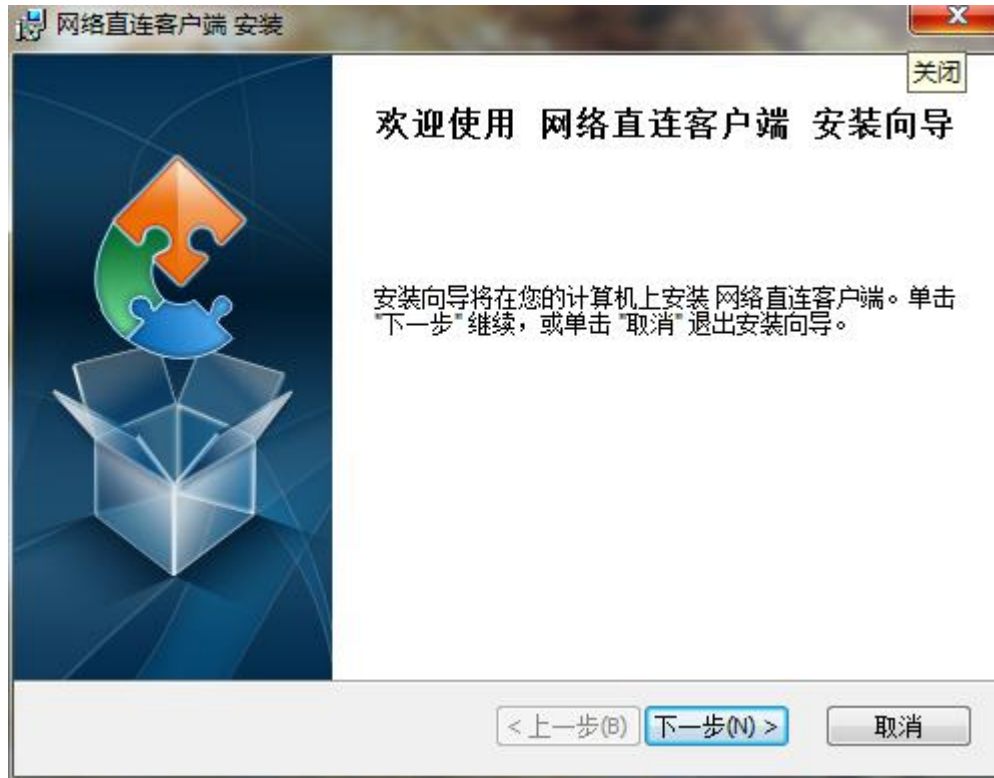 网络直连客户端 安装
X
关闭
欢迎使用 网络直连客户端 安装向导
安装向导将在您的计算机上安装 网络直连客户端。单击
"下一步" 继续，或单击 "取消" 退出安装向导。
< 上一步(B) 下一步(N) > 取消